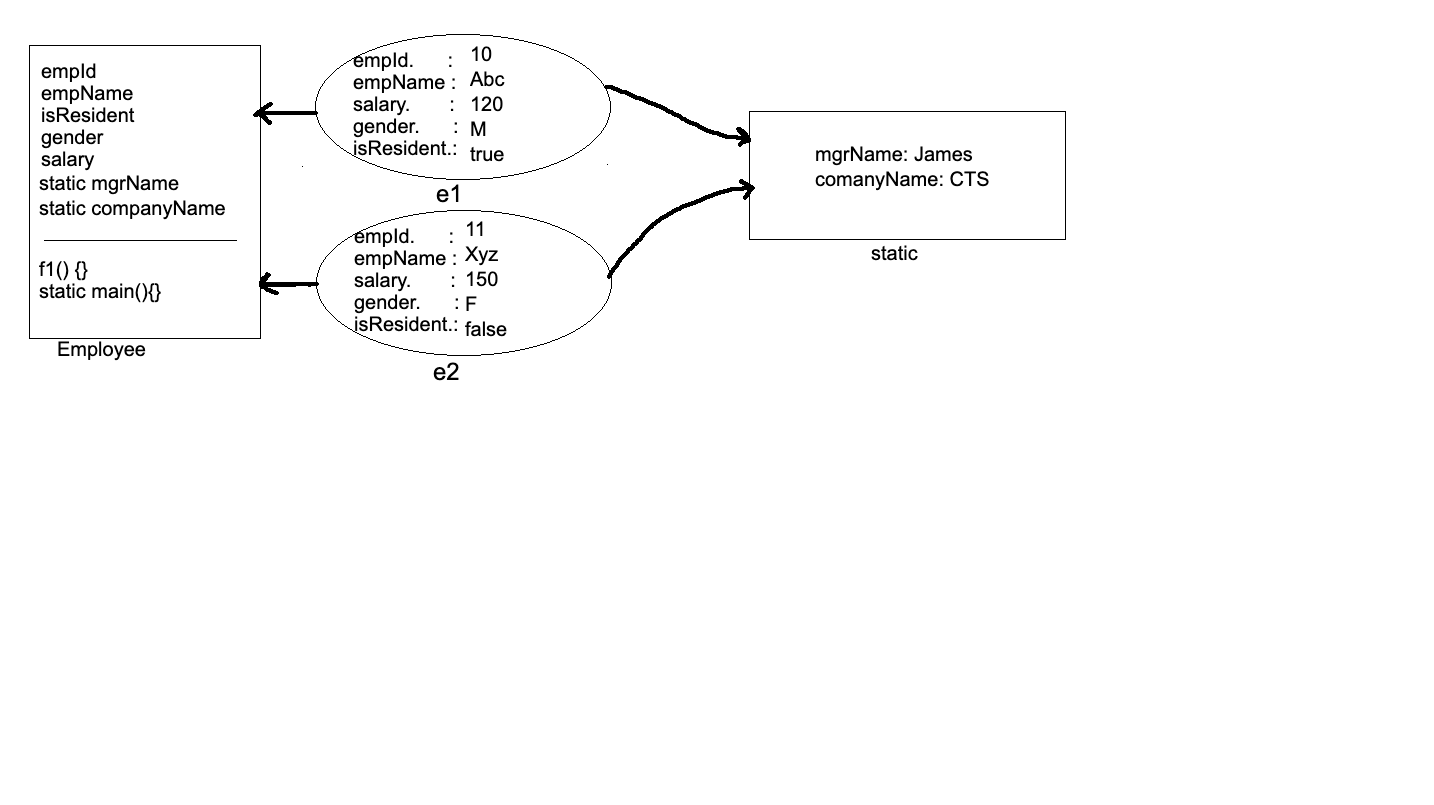 empId
empName
isResident
gender
salary
static mgrName
static companyName
f1() {}
static main(){}
Employee
empId. : 10
empName : Abc
salary. : 120
gender. : M
isResident.: true
e1
empId. : 11
empName : Xyz
salary. : 150
gender. : F
isResident.: false
e2
mgrName: James
comanyName: CTS
static